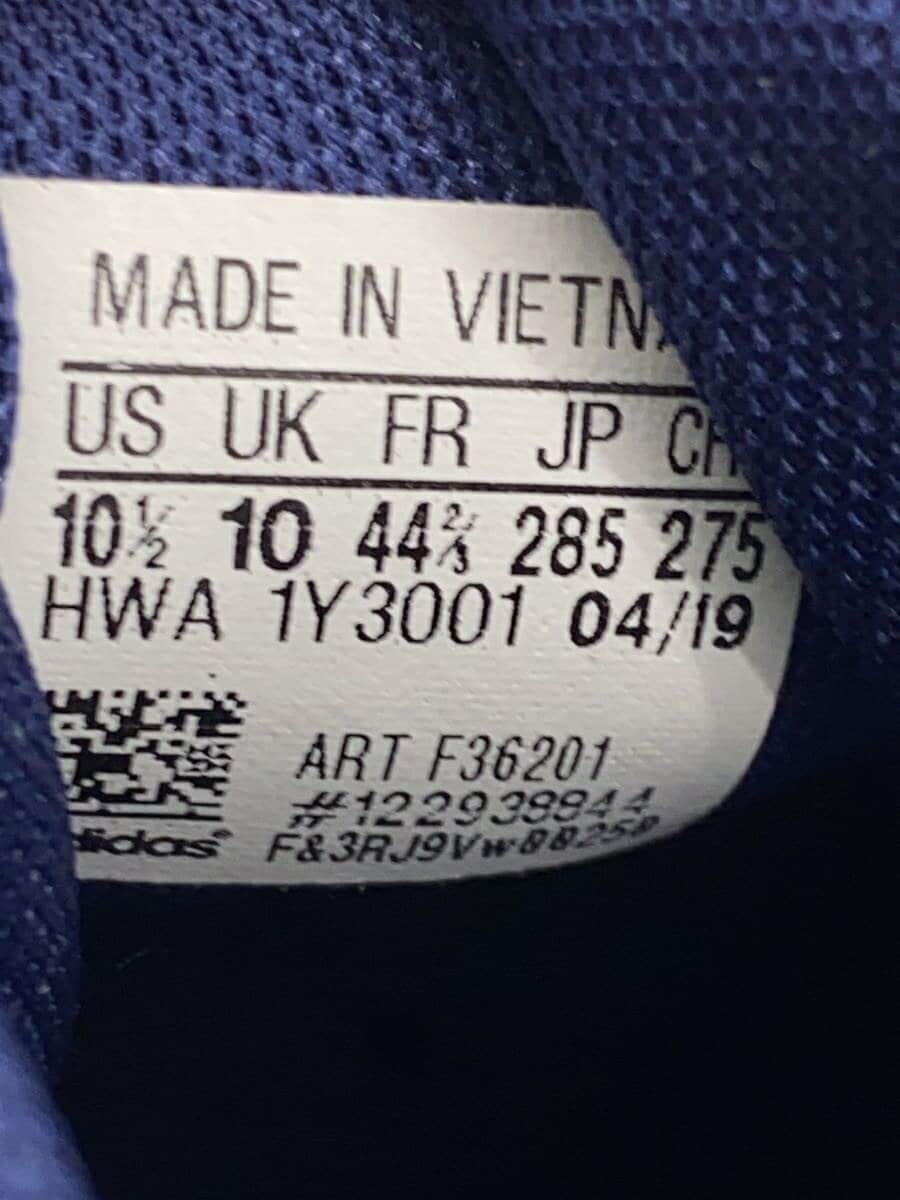 MADE IN VIETN
US UK FR JP CH
10½ 10 44⅔ 285 275
HWA 1Y3001 04/19
ART F36201
#122938844
adidas®